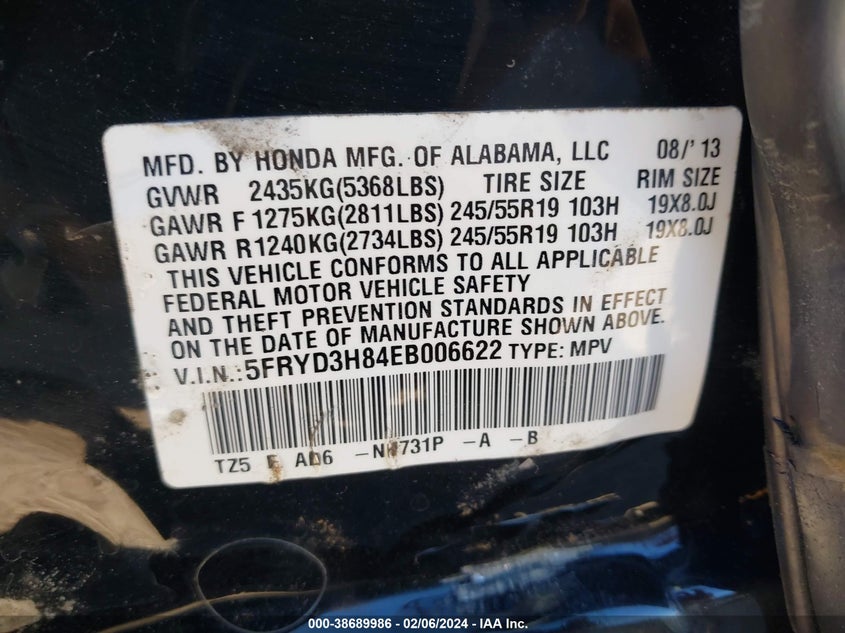 MFD. BY HONDA MFG. OF ALABAMA, LLC 08/'13
GVWR 2435KG(5368LBS) TIRE SIZE RIM SIZE
GAWR F 1275KG(2811LBS) 245/55R19 103H 19X8.0J
GAWR R1240KG(2734LBS) 245/55R19 103H 19X8.0J
THIS VEHICLE CONFORMS TO ALL APPLICABLE
FEDERAL MOTOR VEHICLE SAFETY
AND THEFT PREVENTION STANDARDS IN EFFECT
ON THE DATE OF MANUFACTURE SHOWN ABOVE.
V.I.N.:5FRYD3H84EB006622 TYPE: MPV
TZ5 -A -B
000-38689986 - 02/06/2024 - IAA Inc.